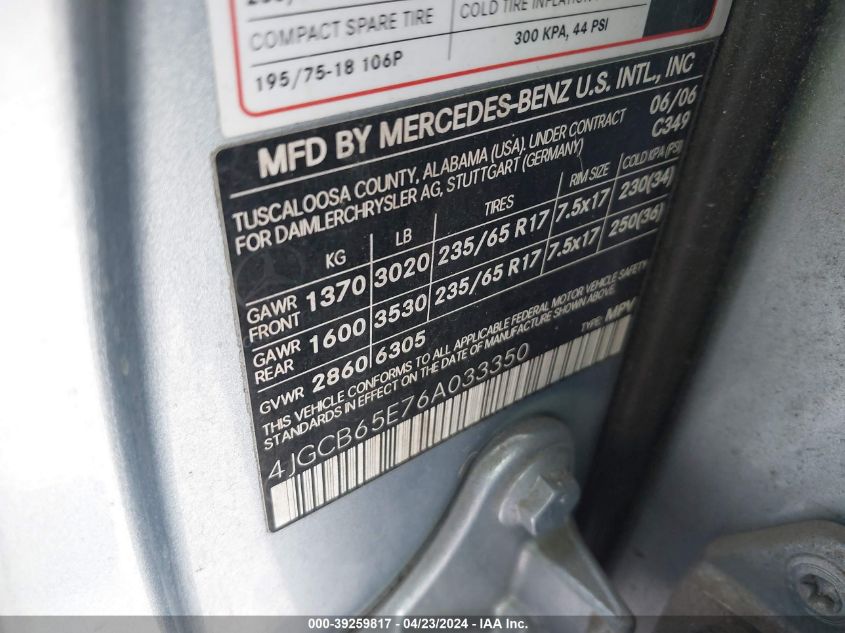 COMPACT SPARE TIRE COLD TIRE
195/75-18 106P 300 KPA, 44 PSI
MFD BY MERCEDES-BENZ U.S. INTL., INC
TUSCALOOSA COUNTY, ALABAMA (USA), UNDER CONTRACT 06/06
FOR DAIMLERCHRYSLER AG, STUTTGART (GERMANY) C349
KG LB TIRES RIM SIZE COLD KPA (PSI)
GAWR FRONT 1370 3020 235/65 R17 7.5x17 230(34)
GAWR REAR 1600 3530 235/65 R17 7.5x17 250(36)
GVWR 2860 6305
THIS VEHICLE CONFORMS TO ALL APPLICABLE FEDERAL MOTOR VEHICLE SAFETY
STANDARDS IN EFFECT ON THE DATE OF MANUFACTURE SHOWN ABOVE.
4JGCB65E76A033350 TYPE: MPV
000-39259817 - 04/23/2024 - IAA Inc.